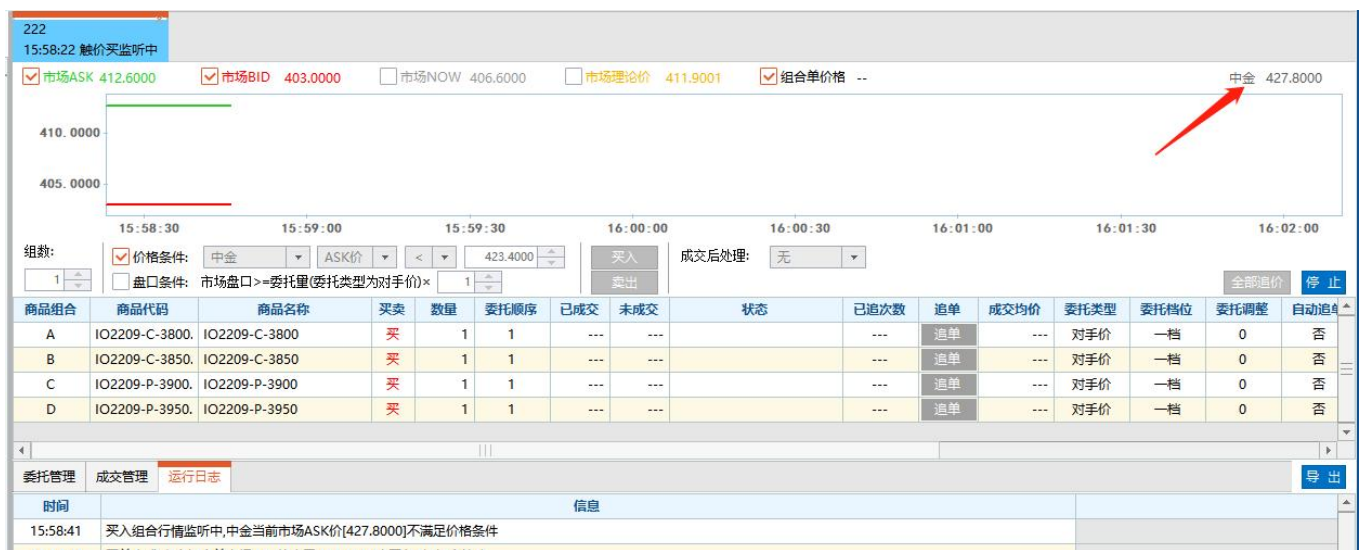 222
15:58:22 触价买监听中
市场ASK 412.6000 市场BID 403.0000 市场NOW 406.6000 市场理论价 411.9001 组合单价格 -- 中金 427.8000
410.0000
405.0000
15:58:30 15:59:00 15:59:30 16:00:00 16:00:30 16:01:00 16:01:30 16:02:00
组数: 价格条件: 中金 ASK价 < 423.4000 买入 成交后处理: 无
1 盘口条件: 市场盘口>=委托量(委托类型为对手价)× 1 卖出 全部追价 停止
商品组合 商品代码 商品名称 买卖 数量 委托顺序 已成交 未成交 状态 已追次数 追单 成交均价 委托类型 委托档位 委托调整 自动追单
A IO2209-C-3800. IO2209-C-3800 买 1 1 --- --- --- 追单 --- 对手价 一档 0 否
B IO2209-C-3850. IO2209-C-3850 买 1 1 --- --- --- 追单 --- 对手价 一档 0 否
C IO2209-P-3900. IO2209-P-3900 买 1 1 --- --- --- 追单 --- 对手价 一档 0 否
D IO2209-P-3950. IO2209-P-3950 买 1 1 --- --- --- 追单 --- 对手价 一档 0 否
委托管理 成交管理 运行日志 导出
时间 信息
15:58:41 买入组合行情监听中,中金当前市场ASK价[427.8000]不满足价格条件